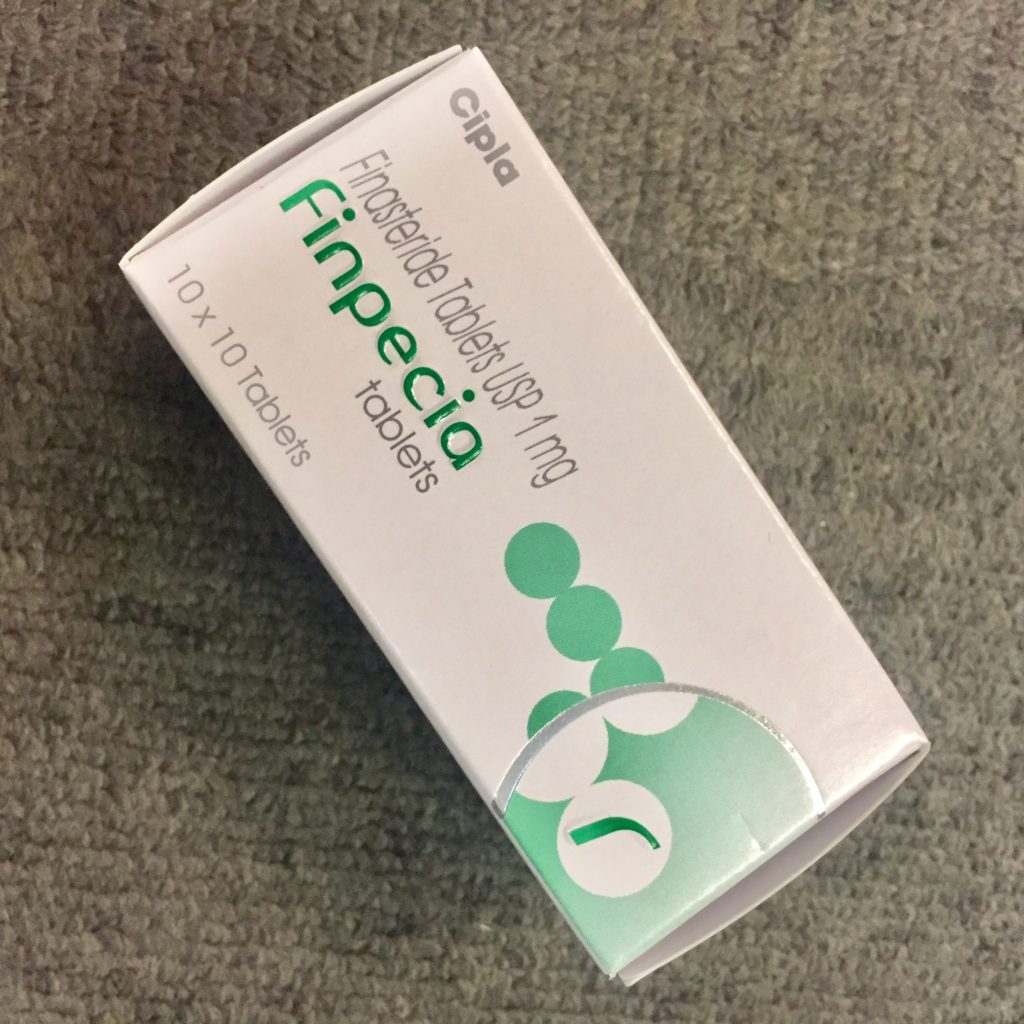 Cipla
Finasteride Tablets USP 1 mg
Finpecia
tablets
10 x 10 Tablets